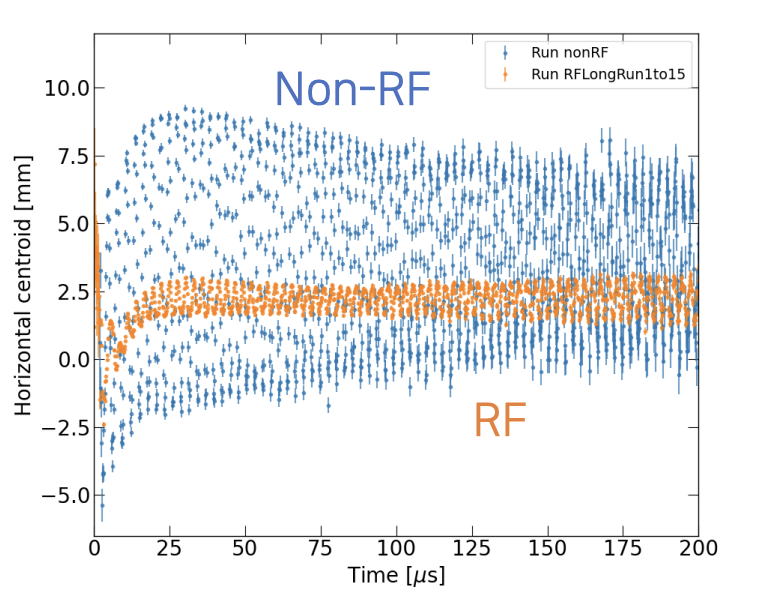 Run nonRF
Run RFLongRun1to15
Non-RF
RF
10.0
7.5
5.0
2.5
0.0
−2.5
−5.0
Horizontal centroid [mm]
0 25 50 75 100 125 150 175 200
Time [μs]